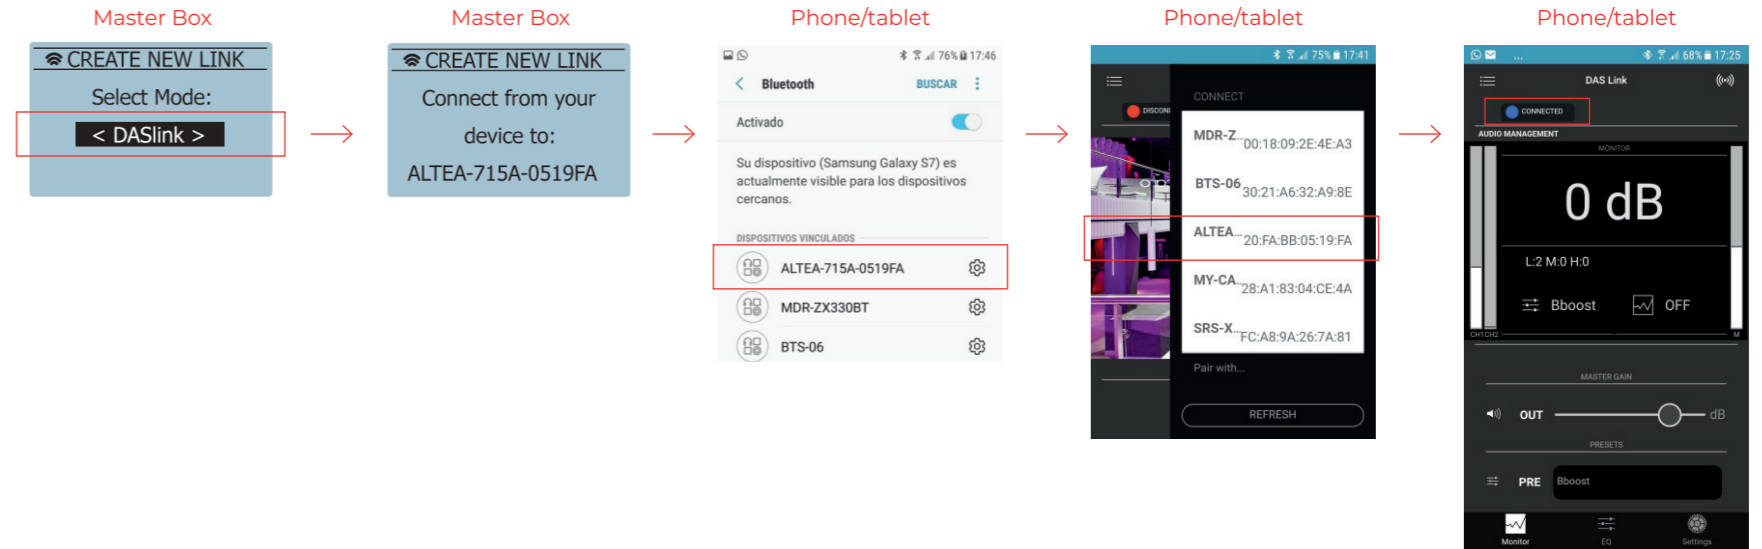 Master Box
CREATE NEW LINK
Select Mode:
< DASlink >
Master Box
CREATE NEW LINK
Connect from your
device to:
ALTEA-715A-0519FA
Phone/tablet
76% 17:46
Bluetooth BUSCAR
Activado
Su dispositivo (Samsung Galaxy S7) es
actualmente visible para los dispositivos
cercanos.
DISPOSITIVOS VINCULADOS
ALTEA-715A-0519FA
MDR-ZX330BT
BTS-06
Phone/tablet
75% 17:41
DISCON
CONNECT
MDR-Z... 00:18:09:2E:4E:A3
BTS-06 30:21:A6:32:A9:8E
ALTEA... 20:FA:BB:05:19:FA
MY-CA... 28:A1:83:04:CE:4A
SRS-X... FC:A8:9A:26:7A:81
Pair with...
REFRESH
Phone/tablet
... 68% 17:25
DAS Link
CONNECTED
AUDIO MANAGEMENT
MONITOR
0 dB
L:2 M:0 H:0
Bboost OFF
CH1 CH2 M
MASTER GAIN
OUT dB
PRESETS
PRE Bboost
Monitor EQ Settings